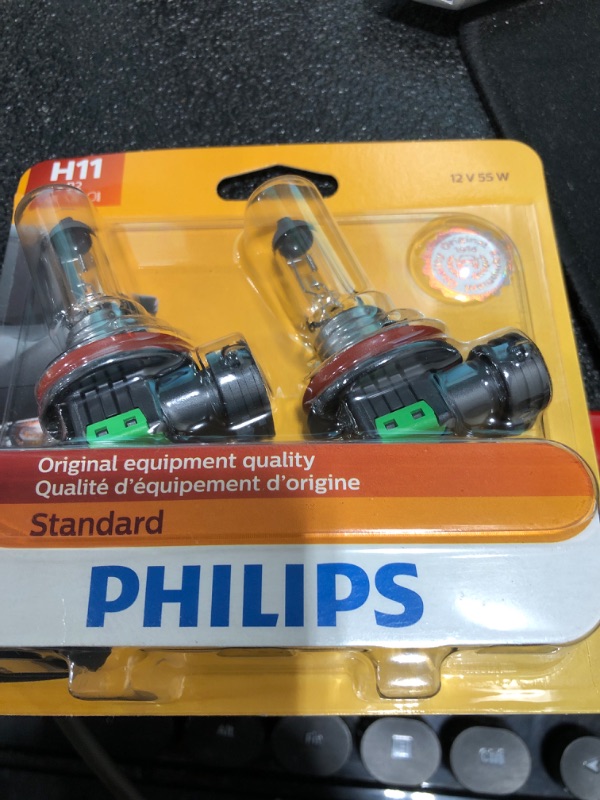 H11
12 V 55 W
Original equipment quality
Qualité d'équipement d'origine
Standard
PHILIPS